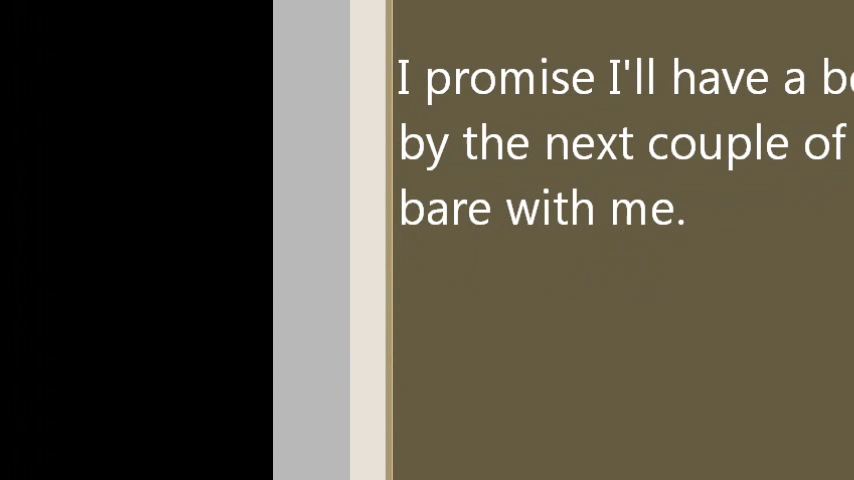 I promise I'll have a
by the next couple of
bare with me.